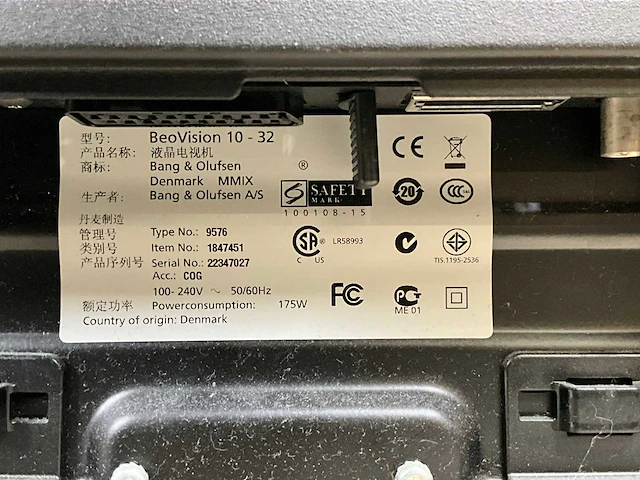 型号: BeoVision 10 - 32
产品名称: 液晶电视机
商标: Bang & Olufsen ®
Denmark MMIX
生产者: Bang & Olufsen A/S
SAFETY
MARK
100108-15
20
CCC
丹麦制造
管理号 Type No.: 9576
类别号 Item No.: 1847451
产品序列号 Serial No.: 22347027
Acc.: COG
SA ® LR58993
C US
TIS.1195-2536
100- 240V ~ 50/60Hz
额定功率 Powerconsumption: 175W
Country of origin: Denmark
CE
FC
PC
ME 01